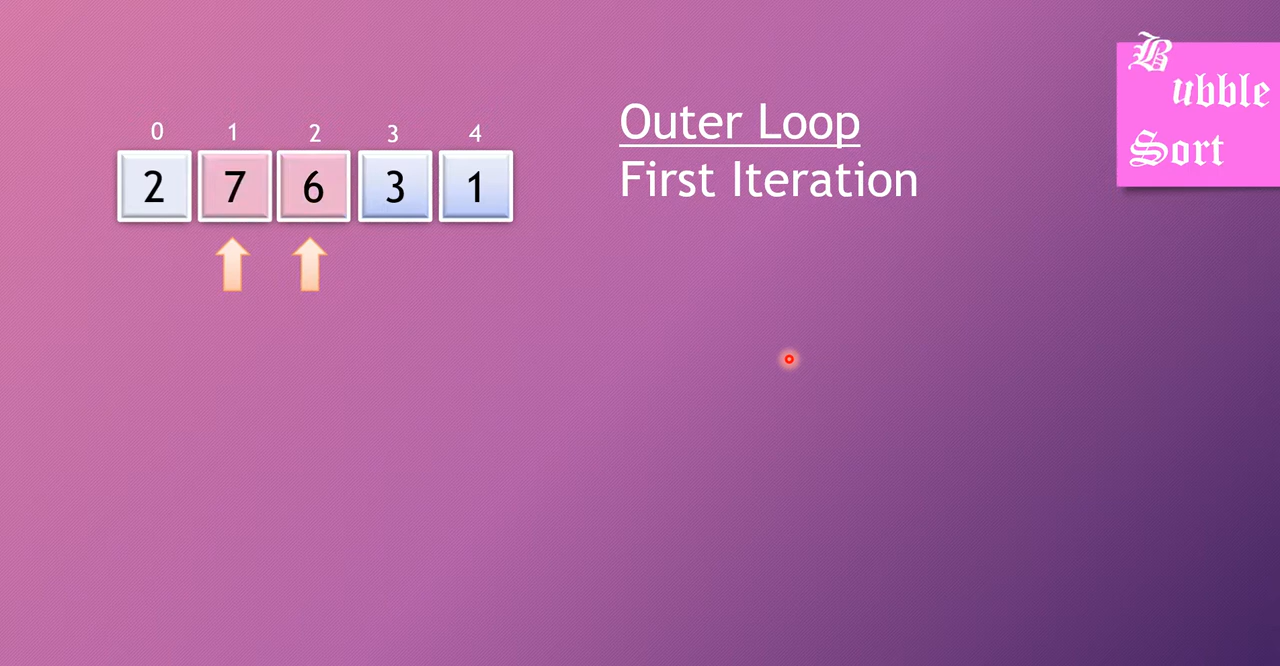 0 1 2 3 4
2 7 6 3 1
Outer Loop
First Iteration
Bubble
Sort